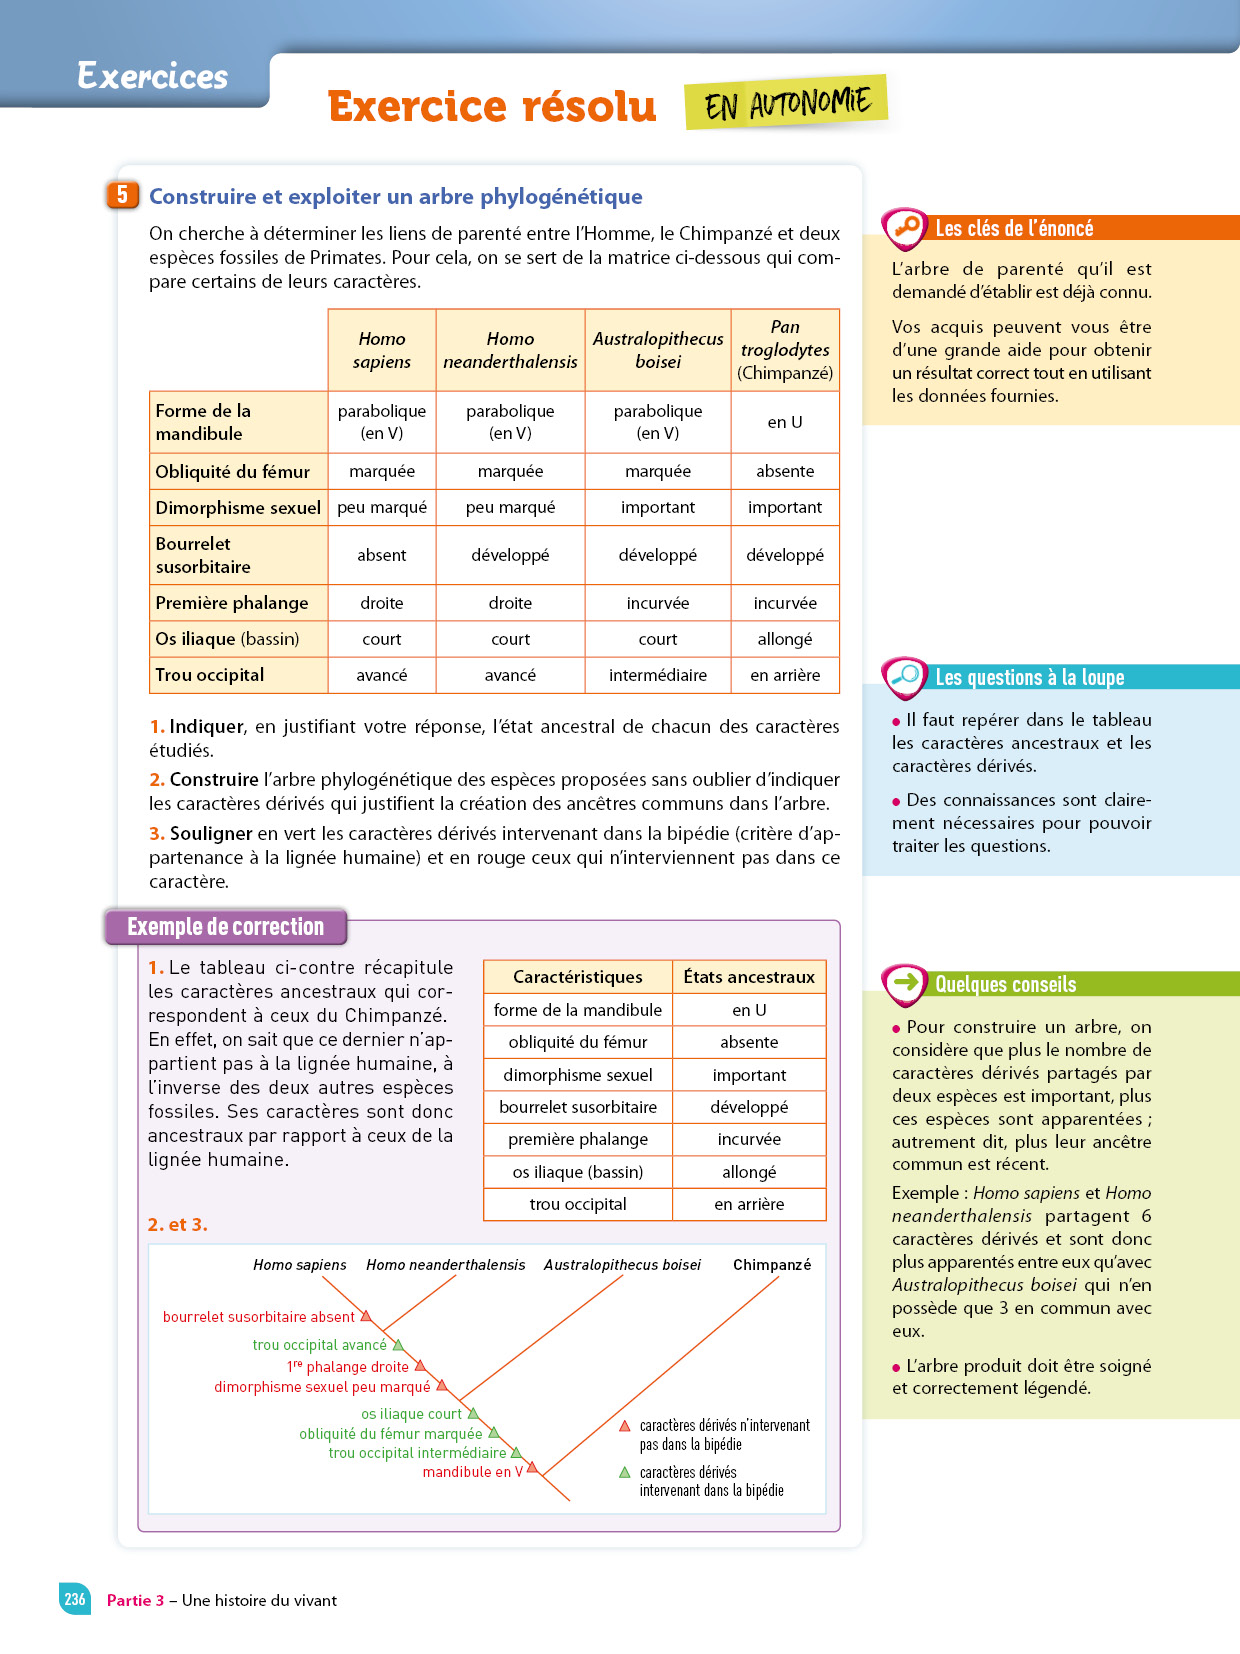 Exercices
Exercice résolu
EN AUTONOMIE
5 Construire et exploiter un arbre phylogénétique
On cherche à déterminer les liens de parenté entre l'Homme, le Chimpanzé et deux
espèces fossiles de Primates. Pour cela, on se sert de la matrice ci-dessous qui com-
pare certains de leurs caractères.
Homo sapiens Homo neanderthalensis Australopithecus boisei Pan troglodytes (Chimpanzé)
Forme de la mandibule parabolique (en V) parabolique (en V) parabolique (en V) en U
Obliquité du fémur marquée marquée marquée absente
Dimorphisme sexuel peu marqué peu marqué important important
Bourrelet susorbitaire absent développé développé développé
Première phalange droite droite incurvée incurvée
Os iliaque (bassin) court court court allongé
Trou occipital avancé avancé intermédiaire en arrière
1. Indiquer, en justifiant votre réponse, l'état ancestral de chacun des caractères
étudiés.
2. Construire l'arbre phylogénétique des espèces proposées sans oublier d'indiquer
les caractères dérivés qui justifient la création des ancêtres communs dans l'arbre.
3. Souligner en vert les caractères dérivés intervenant dans la bipédie (critère d'ap-
partenance à la lignée humaine) et en rouge ceux qui n'interviennent pas dans ce
caractère.
Exemple de correction
1. Le tableau ci-contre récapitule
les caractères ancestraux qui cor-
respondent à ceux du Chimpanzé.
En effet, on sait que ce dernier n'ap-
partient pas à la lignée humaine, à
l'inverse des deux autres espèces
fossiles. Ses caractères sont donc
ancestraux par rapport à ceux de la
lignée humaine.
Caractéristiques États ancestraux
forme de la mandibule en U
obliquité du fémur absente
dimorphisme sexuel important
bourrelet susorbitaire développé
première phalange incurvée
os iliaque (bassin) allongé
trou occipital en arrière
2. et 3.
Homo sapiens Homo neanderthalensis Australopithecus boisei Chimpanzé
bourrelet susorbitaire absent
trou occipital avancé
1re phalange droite
dimorphisme sexuel peu marqué
os iliaque court
obliquité du fémur marquée
trou occipital intermédiaire
mandibule en V
caractères dérivés n'intervenant
pas dans la bipédie
caractères dérivés
intervenant dans la bipédie
Les clés de l'énoncé
L'arbre de parenté qu'il est
demandé d'établir est déjà connu.
Vos acquis peuvent vous être
d'une grande aide pour obtenir
un résultat correct tout en utilisant
les données fournies.
Les questions à la loupe
• Il faut repérer dans le tableau
les caractères ancestraux et les
caractères dérivés.
• Des connaissances sont claire-
ment nécessaires pour pouvoir
traiter les questions.
Quelques conseils
• Pour construire un arbre, on
considère que plus le nombre de
caractères dérivés partagés par
deux espèces est important, plus
ces espèces sont apparentées ;
autrement dit, plus leur ancêtre
commun est récent.
Exemple : Homo sapiens et Homo
neanderthalensis partagent 6
caractères dérivés et sont donc
plus apparentés entre eux qu'avec
Australopithecus boisei qui n'en
possède que 3 en commun avec
eux.
• L'arbre produit doit être soigné
et correctement légendé.
236 Partie 3 – Une histoire du vivant